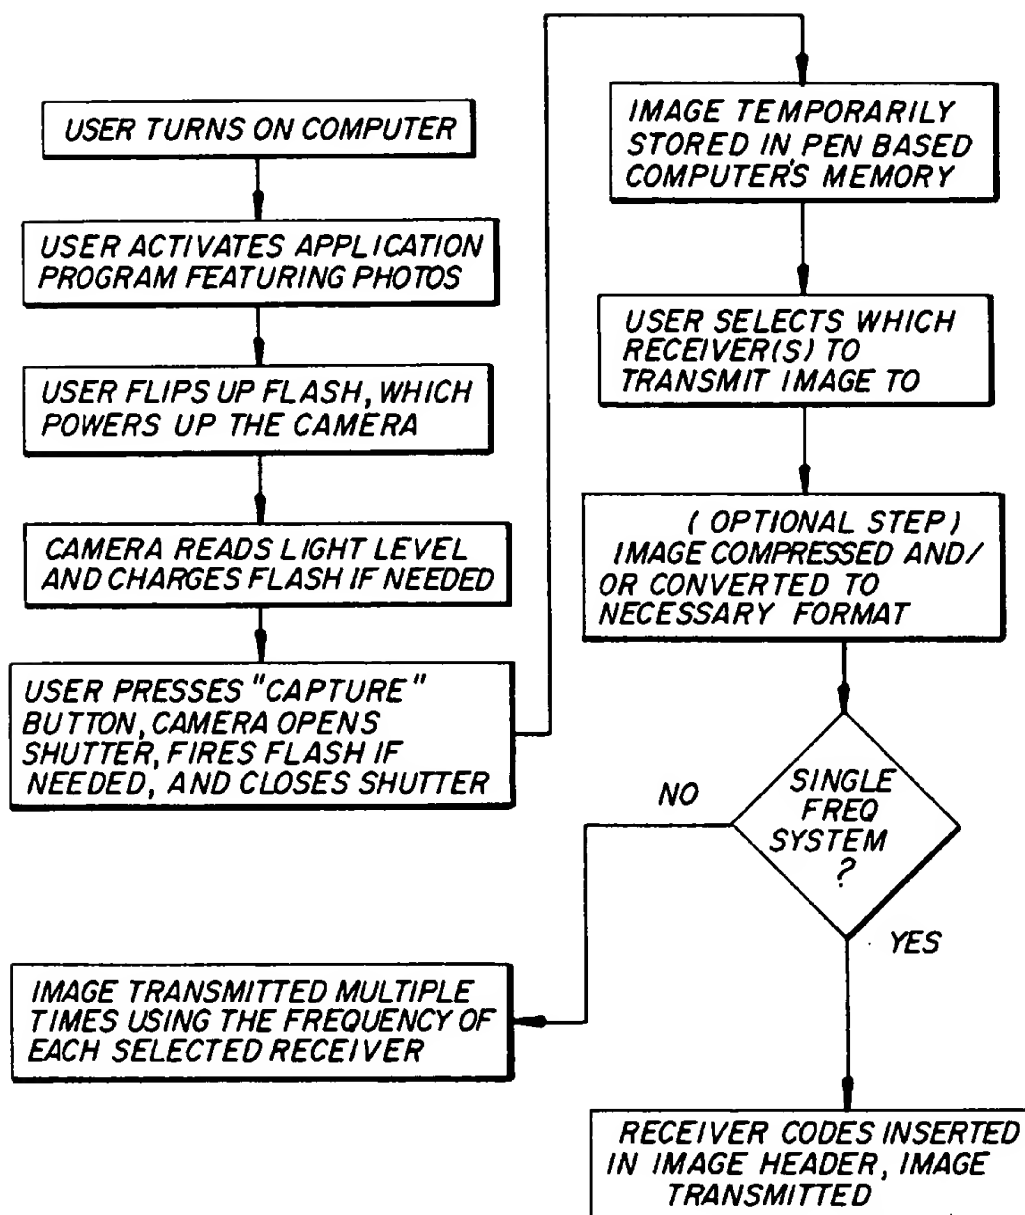 USER TURNS ON COMPUTER
USER ACTIVATES APPLICATION
PROGRAM FEATURING PHOTOS
USER FLIPS UP FLASH, WHICH
POWERS UP THE CAMERA
CAMERA READS LIGHT LEVEL
AND CHARGES FLASH IF NEEDED
USER PRESSES "CAPTURE"
BUTTON, CAMERA OPENS
SHUTTER, FIRES FLASH IF
NEEDED, AND CLOSES SHUTTER
IMAGE TEMPORARILY
STORED IN PEN BASED
COMPUTER'S MEMORY
USER SELECTS WHICH
RECEIVER(S) TO
TRANSMIT IMAGE TO
( OPTIONAL STEP )
IMAGE COMPRESSED AND/
OR CONVERTED TO
NECESSARY FORMAT
SINGLE
FREQ
SYSTEM
?
NO
YES
IMAGE TRANSMITTED MULTIPLE
TIMES USING THE FREQUENCY OF
EACH SELECTED RECEIVER
RECEIVER CODES INSERTED
IN IMAGE HEADER, IMAGE
TRANSMITTED